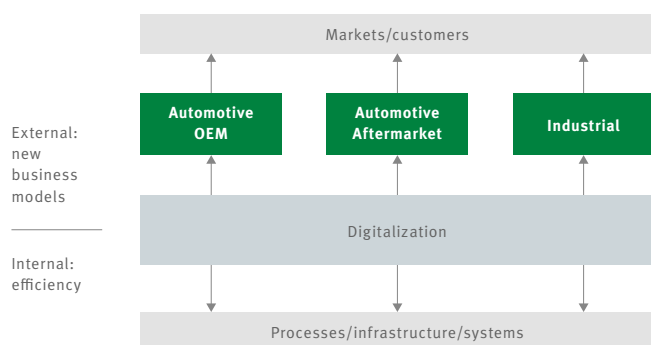 Markets/customers
Automotive
OEM
Automotive
Aftermarket
Industrial
External:
new
business
models
Digitalization
Internal:
efficiency
Processes/infrastructure/systems